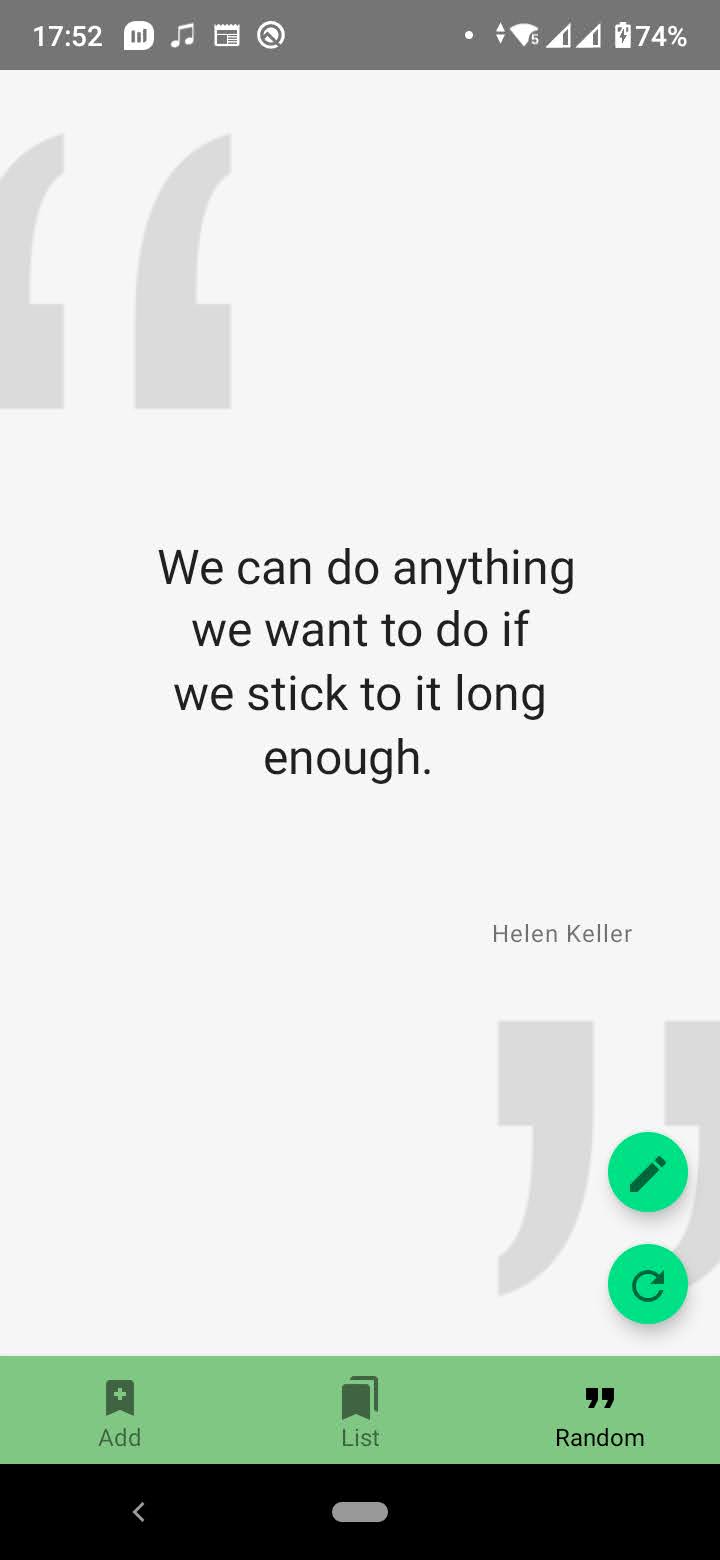 17:52
5
74%
We can do anything
we want to do if
we stick to it long
enough.
Helen Keller
Add
List
Random